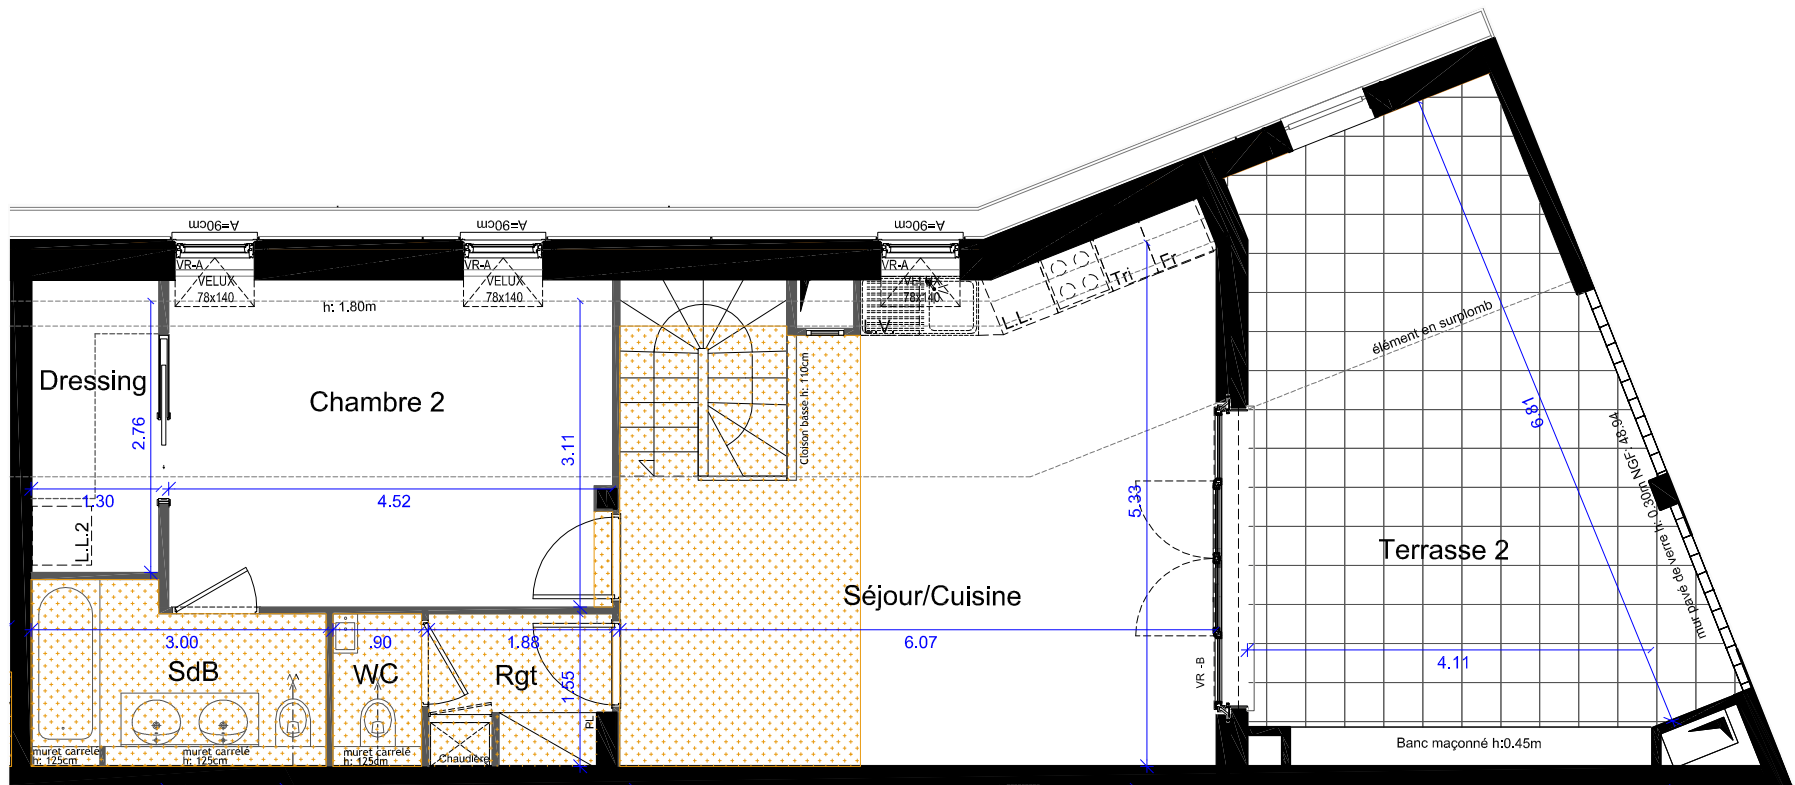 A=90cm
A=90cm
A=90cm
VR-A
VR-A
VR-A
VELUX
78x140
VELUX
78x140
VELUX
78x140
h: 1.80m
Tri
Fr
L.L.
V.
élément en surplomb
Dressing
Chambre 2
Cloison basse h: 110cm
2.76
3.11
6.81
5.33
mur pavé de verre h: 0.30m NGF: 48.94
1.30
4.52
L.L.2
Terrasse 2
Séjour/Cuisine
3.00
.90
1.88
6.07
4.11
SdB
WC
Rgt
1.55
VR -B
PL
muret carrelé
h: 125cm
muret carrelé
h: 125cm
muret carrelé
h: 125cm
Chaudière
Banc maçonné h:0.45m